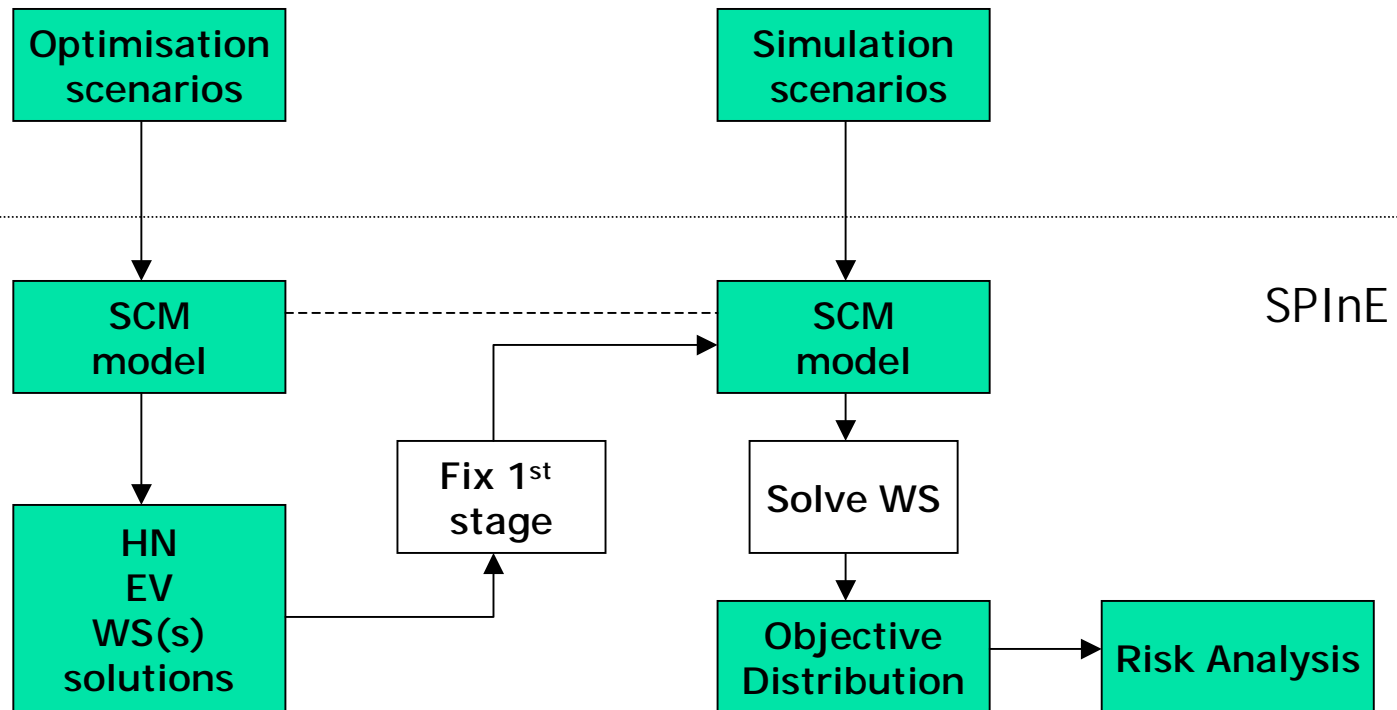 Optimisation
scenarios
Simulation
scenarios
SPInE
SCM
model
SCM
model
Fix 1st
stage
Solve WS
HN
EV
WS(s)
solutions
Objective
Distribution
Risk Analysis